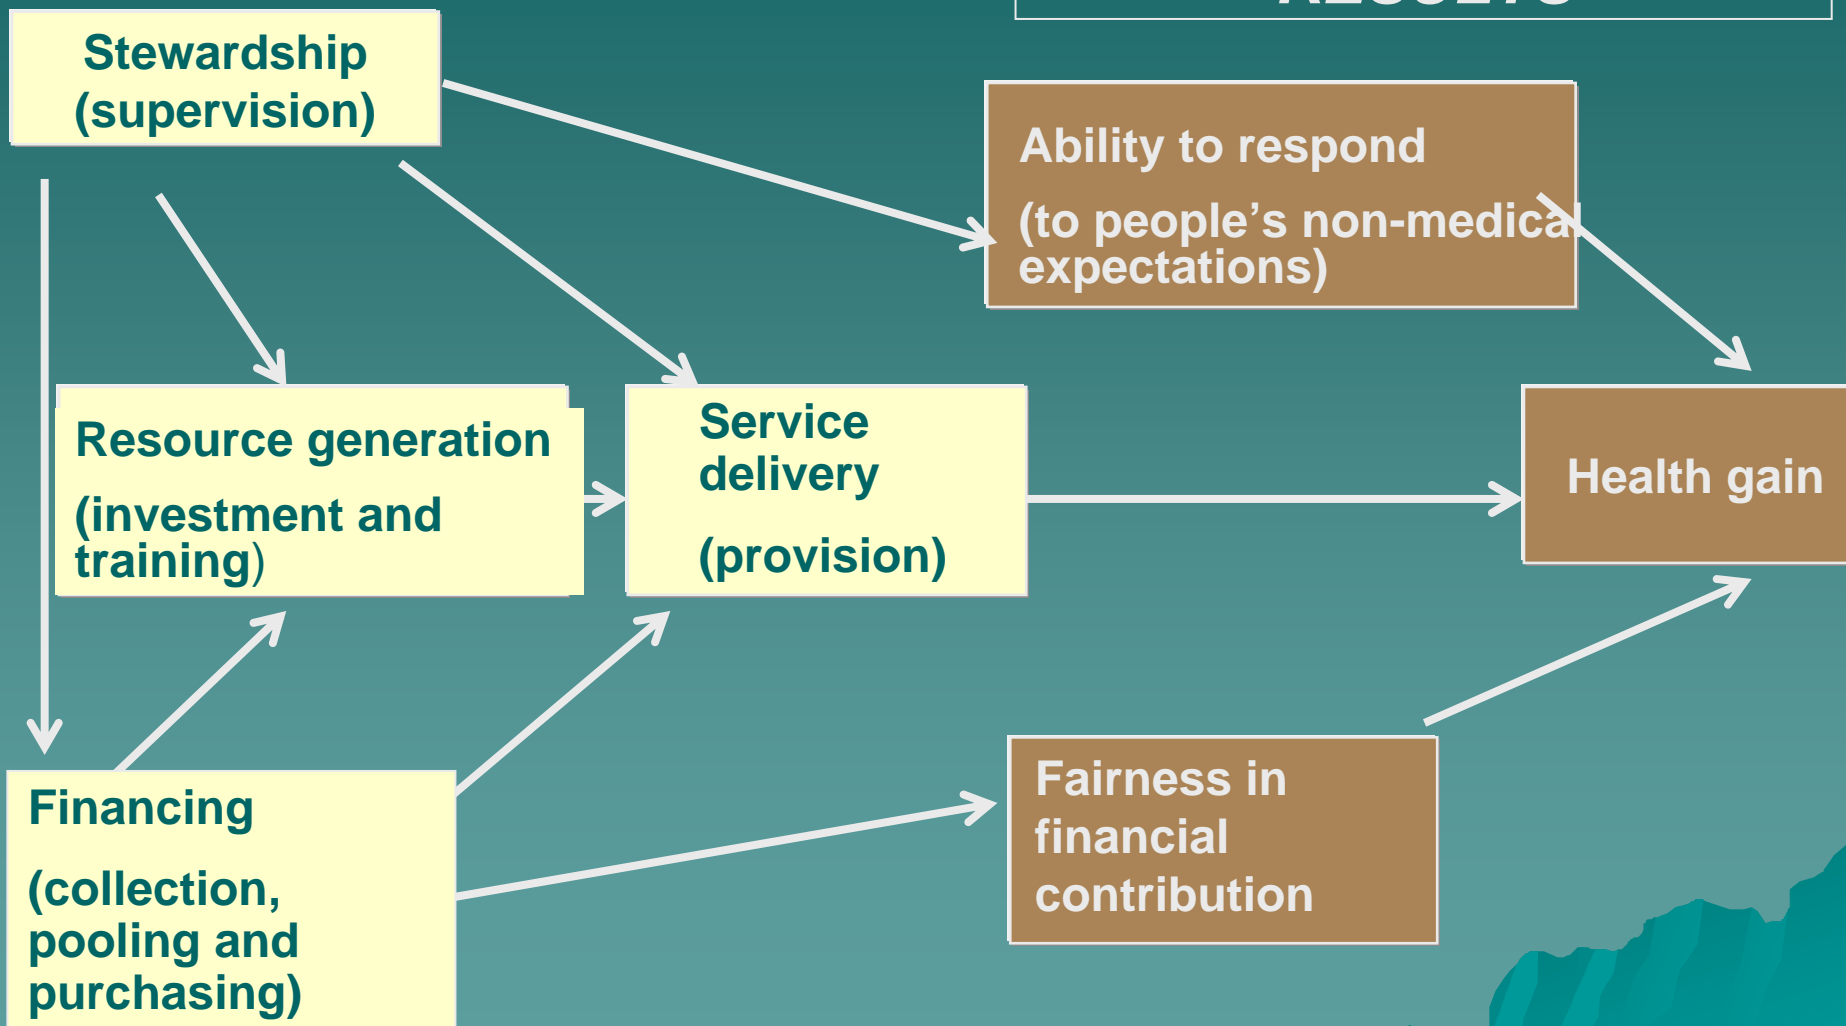 Stewardship
(supervision)
Ability to respond
(to people's non-medical
expectations)
Resource generation
(investment and
training)
Service
delivery
(provision)
Health gain
Financing
(collection,
pooling and
purchasing)
Fairness in
financial
contribution